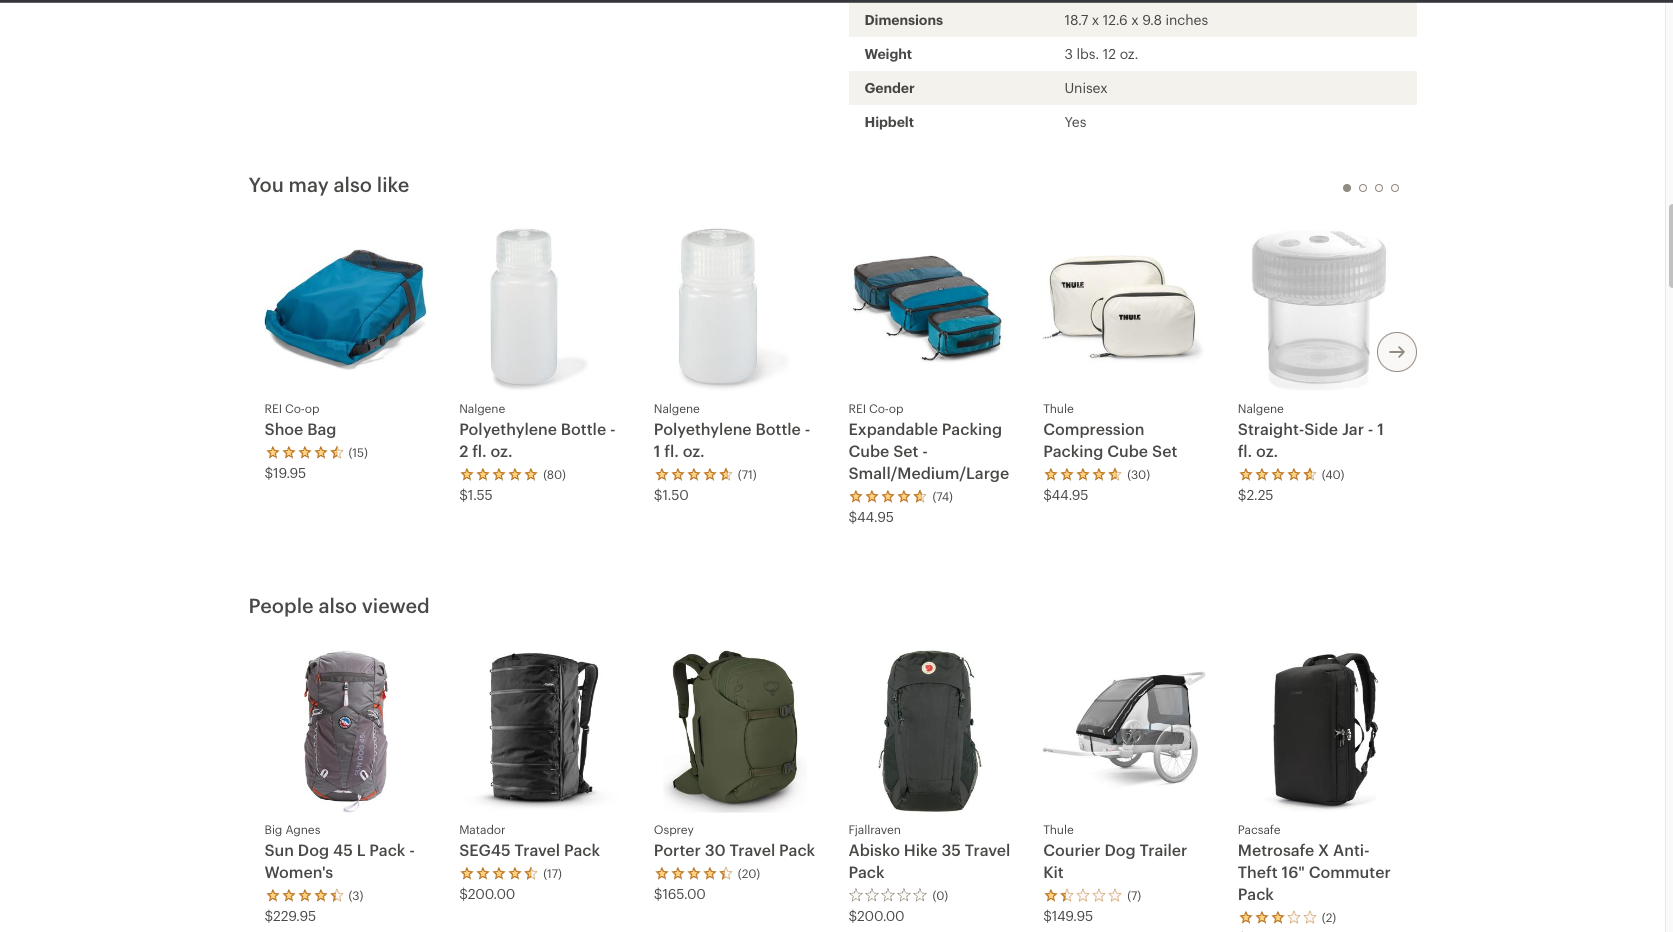 Dimensions 18.7 x 12.6 x 9.8 inches
Weight 3 lbs. 12 oz.
Gender Unisex
Hipbelt Yes
You may also like
THULE
THULE
REI Co-op
Shoe Bag
(15)
$19.95
Nalgene
Polyethylene Bottle -
2 fl. oz.
(80)
$1.55
Nalgene
Polyethylene Bottle -
1 fl. oz.
(71)
$1.50
REI Co-op
Expandable Packing
Cube Set -
Small/Medium/Large
(74)
$44.95
Thule
Compression
Packing Cube Set
(30)
$44.95
Nalgene
Straight-Side Jar - 1
fl. oz.
(40)
$2.25
People also viewed
SUN DOG 45
Big Agnes
Sun Dog 45 L Pack -
Women's
(3)
$229.95
Matador
SEG45 Travel Pack
(17)
$200.00
Osprey
Porter 30 Travel Pack
(20)
$165.00
Fjallraven
Abisko Hike 35 Travel
Pack
(0)
$200.00
Thule
Courier Dog Trailer
Kit
(7)
$149.95
Pacsafe
Metrosafe X Anti-
Theft 16" Commuter
Pack
(2)